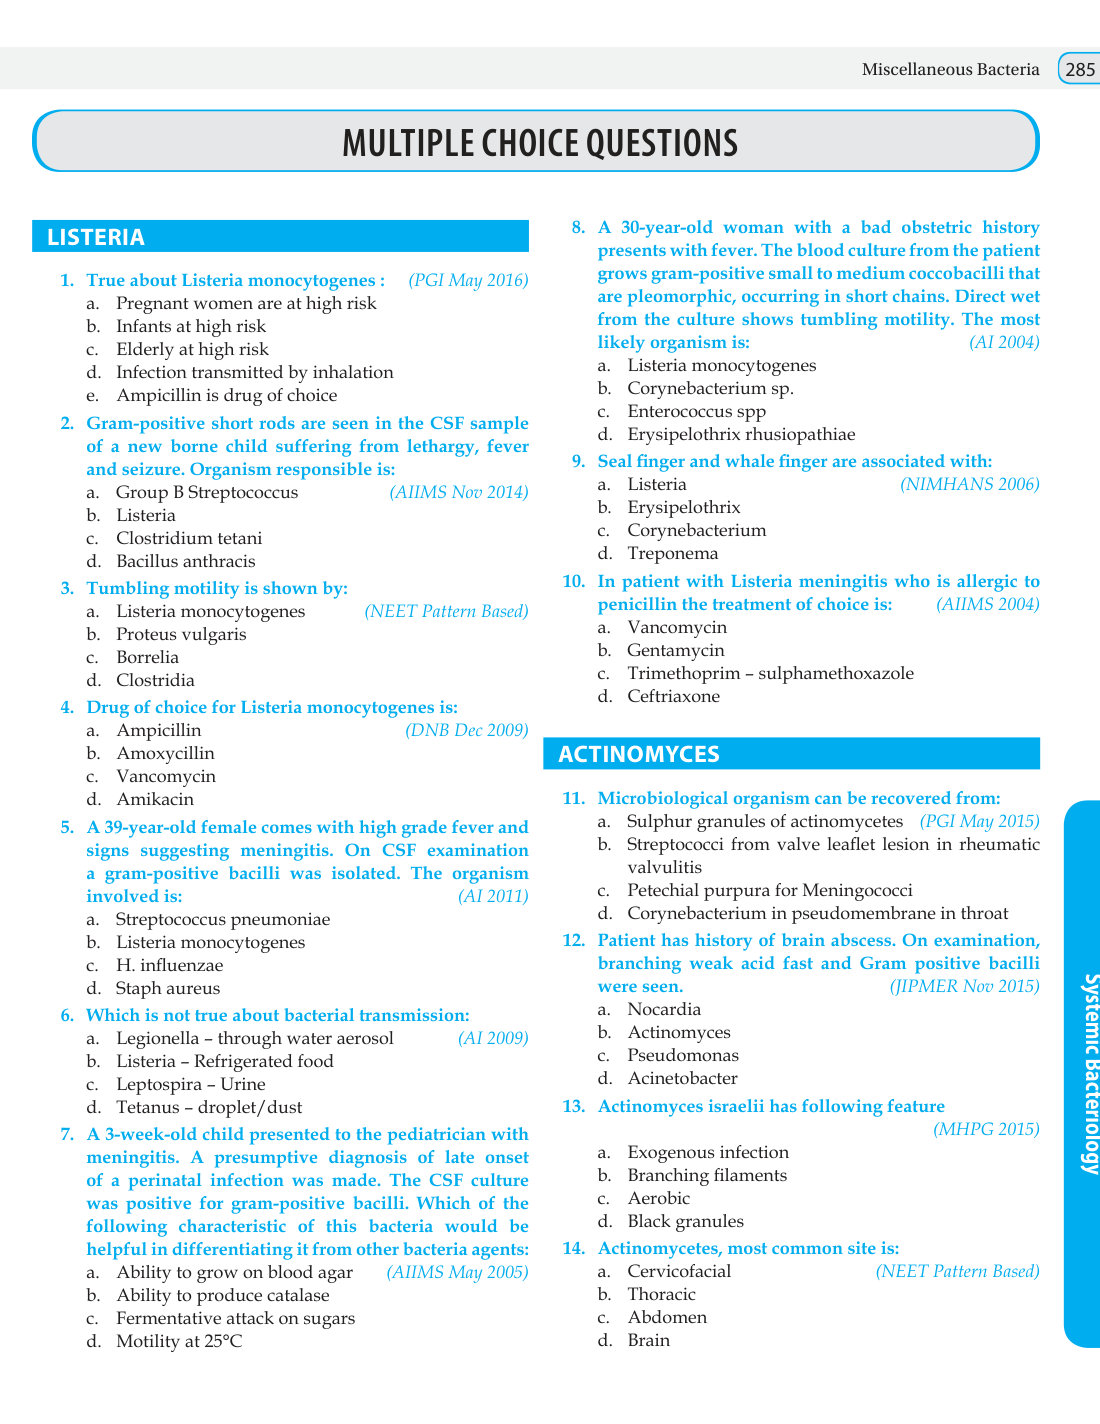 Miscellaneous Bacteria 285
MULTIPLE CHOICE QUESTIONS
LISTERIA
1. True about Listeria monocytogenes : (PGI May 2016)
a. Pregnant women are at high risk
b. Infants at high risk
c. Elderly at high risk
d. Infection transmitted by inhalation
e. Ampicillin is drug of choice
2. Gram-positive short rods are seen in the CSF sample
of a new borne child suffering from lethargy, fever
and seizure. Organism responsible is:
a. Group B Streptococcus (AIIMS Nov 2014)
b. Listeria
c. Clostridium tetani
d. Bacillus anthracis
3. Tumbling motility is shown by:
a. Listeria monocytogenes (NEET Pattern Based)
b. Proteus vulgaris
c. Borrelia
d. Clostridia
4. Drug of choice for Listeria monocytogenes is:
a. Ampicillin (DNB Dec 2009)
b. Amoxycillin
c. Vancomycin
d. Amikacin
5. A 39-year-old female comes with high grade fever and
signs suggesting meningitis. On CSF examination
a gram-positive bacilli was isolated. The organism
involved is: (AI 2011)
a. Streptococcus pneumoniae
b. Listeria monocytogenes
c. H. influenzae
d. Staph aureus
6. Which is not true about bacterial transmission:
a. Legionella – through water aerosol (AI 2009)
b. Listeria – Refrigerated food
c. Leptospira – Urine
d. Tetanus – droplet/dust
7. A 3-week-old child presented to the pediatrician with
meningitis. A presumptive diagnosis of late onset
of a perinatal infection was made. The CSF culture
was positive for gram-positive bacilli. Which of the
following characteristic of this bacteria would be
helpful in differentiating it from other bacteria agents:
a. Ability to grow on blood agar (AIIMS May 2005)
b. Ability to produce catalase
c. Fermentative attack on sugars
d. Motility at 25°C
8. A 30-year-old woman with a bad obstetric history
presents with fever. The blood culture from the patient
grows gram-positive small to medium coccobacilli that
are pleomorphic, occurring in short chains. Direct wet
from the culture shows tumbling motility. The most
likely organism is: (AI 2004)
a. Listeria monocytogenes
b. Corynebacterium sp.
c. Enterococcus spp
d. Erysipelothrix rhusiopathiae
9. Seal finger and whale finger are associated with:
a. Listeria (NIMHANS 2006)
b. Erysipelothrix
c. Corynebacterium
d. Treponema
10. In patient with Listeria meningitis who is allergic to
penicillin the treatment of choice is: (AIIMS 2004)
a. Vancomycin
b. Gentamycin
c. Trimethoprim – sulphamethoxazole
d. Ceftriaxone
ACTINOMYCES
11. Microbiological organism can be recovered from:
a. Sulphur granules of actinomycetes (PGI May 2015)
b. Streptococci from valve leaflet lesion in rheumatic
valvulitis
c. Petechial purpura for Meningococci
d. Corynebacterium in pseudomembrane in throat
12. Patient has history of brain abscess. On examination,
branching weak acid fast and Gram positive bacilli
were seen. (JIPMER Nov 2015)
a. Nocardia
b. Actinomyces
c. Pseudomonas
d. Acinetobacter
13. Actinomyces israelii has following feature
(MHPG 2015)
a. Exogenous infection
b. Branching filaments
c. Aerobic
d. Black granules
14. Actinomycetes, most common site is:
a. Cervicofacial (NEET Pattern Based)
b. Thoracic
c. Abdomen
d. Brain
Systemic Bacteriology